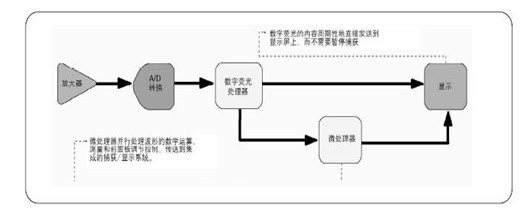 数字荧光的内容周期性地直接发送到
显示屏上，而不需要暂停捕获
放大器
A/D
转换
数字荧光
处理器
显示
微处理器
微处理器并行处理波形的数字运算，
测量和前面板调节控制，传送到集
成的捕获/显示系统。